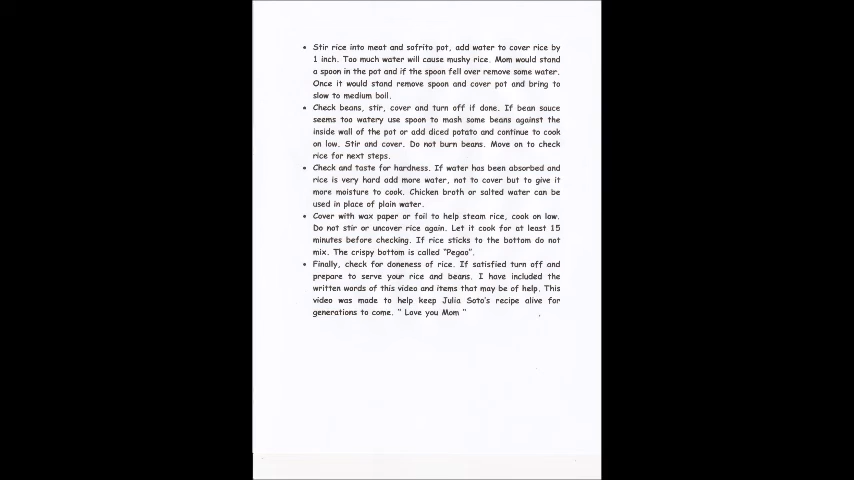 • Stir rice into meat and sofrito pot, add water to cover rice by
1 inch. Too much water will cause mushy rice. Mom would stand
a spoon in the pot and if the spoon fell over remove some water.
Once it would stand remove spoon and cover pot and bring to
slow to medium boil.
• Check beans, stir, cover and turn off if done. If bean sauce
seems too watery use spoon to mash some beans against the
inside wall of the pot or add diced potato and continue to cook
on low. Stir and cover. Do not burn beans. Move on to check
rice for next steps.
• Check and taste for hardness. If water has been absorbed and
rice is very hard add more water, not to cover but to give it
more moisture to cook. Chicken broth or salted water can be
used in place of plain water.
• Cover with wax paper or foil to help steam rice, cook on low.
Do not stir or uncover rice again. Let it cook for at least 15
minutes before checking. If rice sticks to the bottom do not
mix. The crispy bottom is called "Pegao".
• Finally, check for doneness of rice. If satisfied turn off and
prepare to serve your rice and beans. I have included the
written words of this video and items that may be of help. This
video was made to help keep Julia Soto's recipe alive for
generations to come. " Love you Mom "